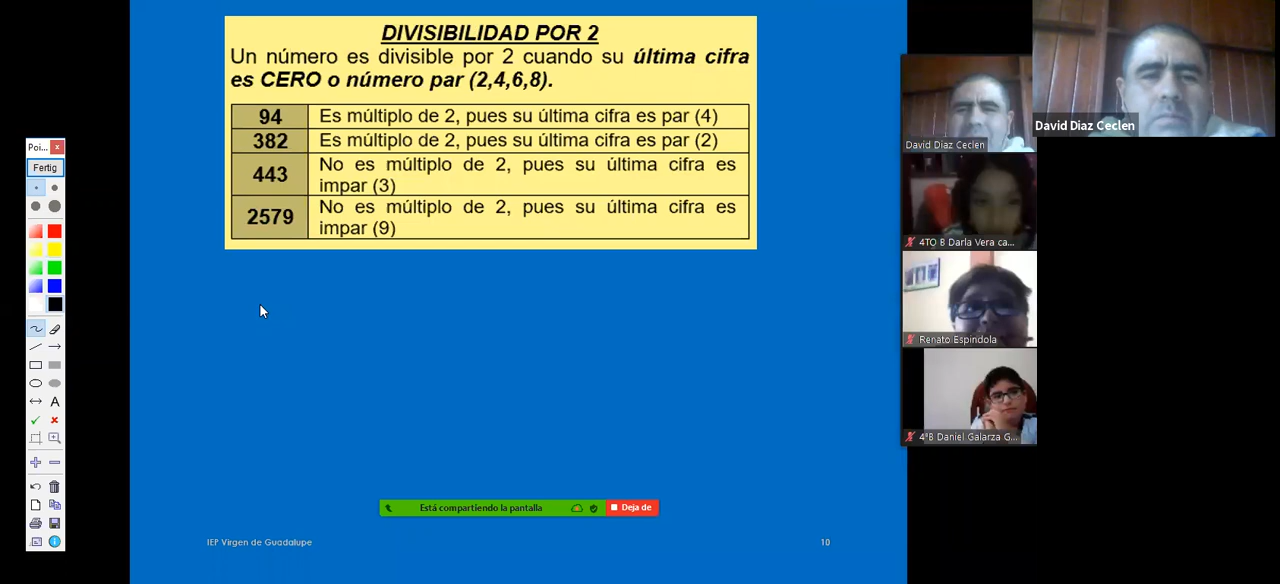 DIVISIBILIDAD POR 2
Un número es divisible por 2 cuando su última cifra
es CERO o número par (2,4,6,8).
94 Es múltiplo de 2, pues su última cifra es par (4)
382 Es múltiplo de 2, pues su última cifra es par (2)
443 No es múltiplo de 2, pues su última cifra es
impar (3)
2579 No es múltiplo de 2, pues su última cifra es
impar (9)
Poi...
Fertig
A
Está compartiendo la pantalla
Deja de
IEP Virgen de Guadalupe
10
David Diaz Ceclen
David Diaz Ceclen
4TO B Darla Vera ca...
Renato Espindola
4°B Daniel Galarza G...